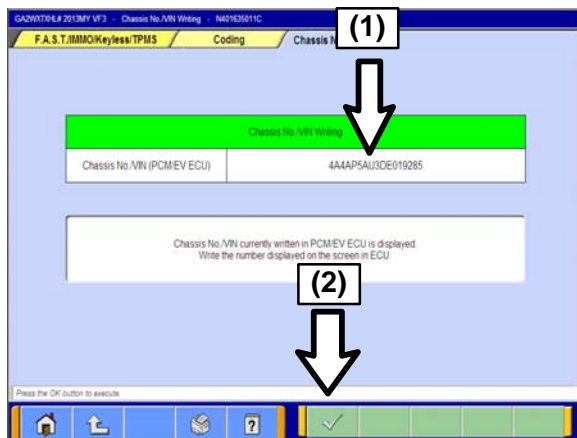 GA2WXTXHL# 2013MY VF3 - Chassis No./VIN Writing - N401635011C
F.A.S.T./IMMO/Keyless/TPMS
Coding
Chassis
(1)
Chassis No./VIN Writing
Chassis No./VIN (PCM/EV ECU)
4A4AP5AU3DE019285
Chassis No./VIN currently written in PCM/EV ECU is displayed.
Write the number displayed on the screen in ECU.
(2)
Press the OK button to execute.
?